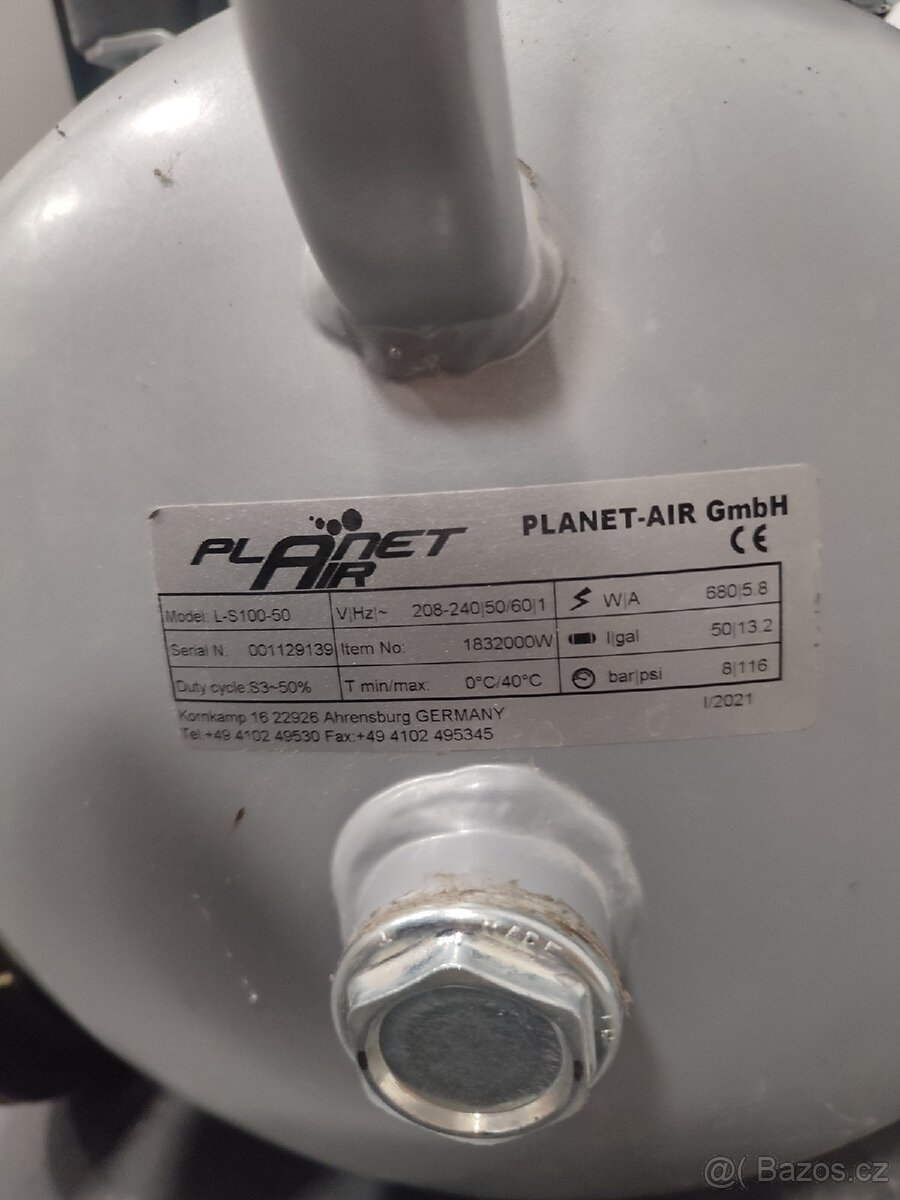 PLANET AIR
PLANET-AIR GmbH
CE
Model: L-S100-50 V|Hz|~ 208-240|50/60|1 W|A 680|5.8
Serial N. 001129139 Item No: 1832000W l|gal 50|13.2
Duty cycle:S3~50% T min/max: 0°C/40°C bar|psi 8|116
Kornkamp 16 22926 Ahrensburg GERMANY I/2021
Tel:+49 4102 49530 Fax:+49 4102 495345
MADE
@( Bazos.cz